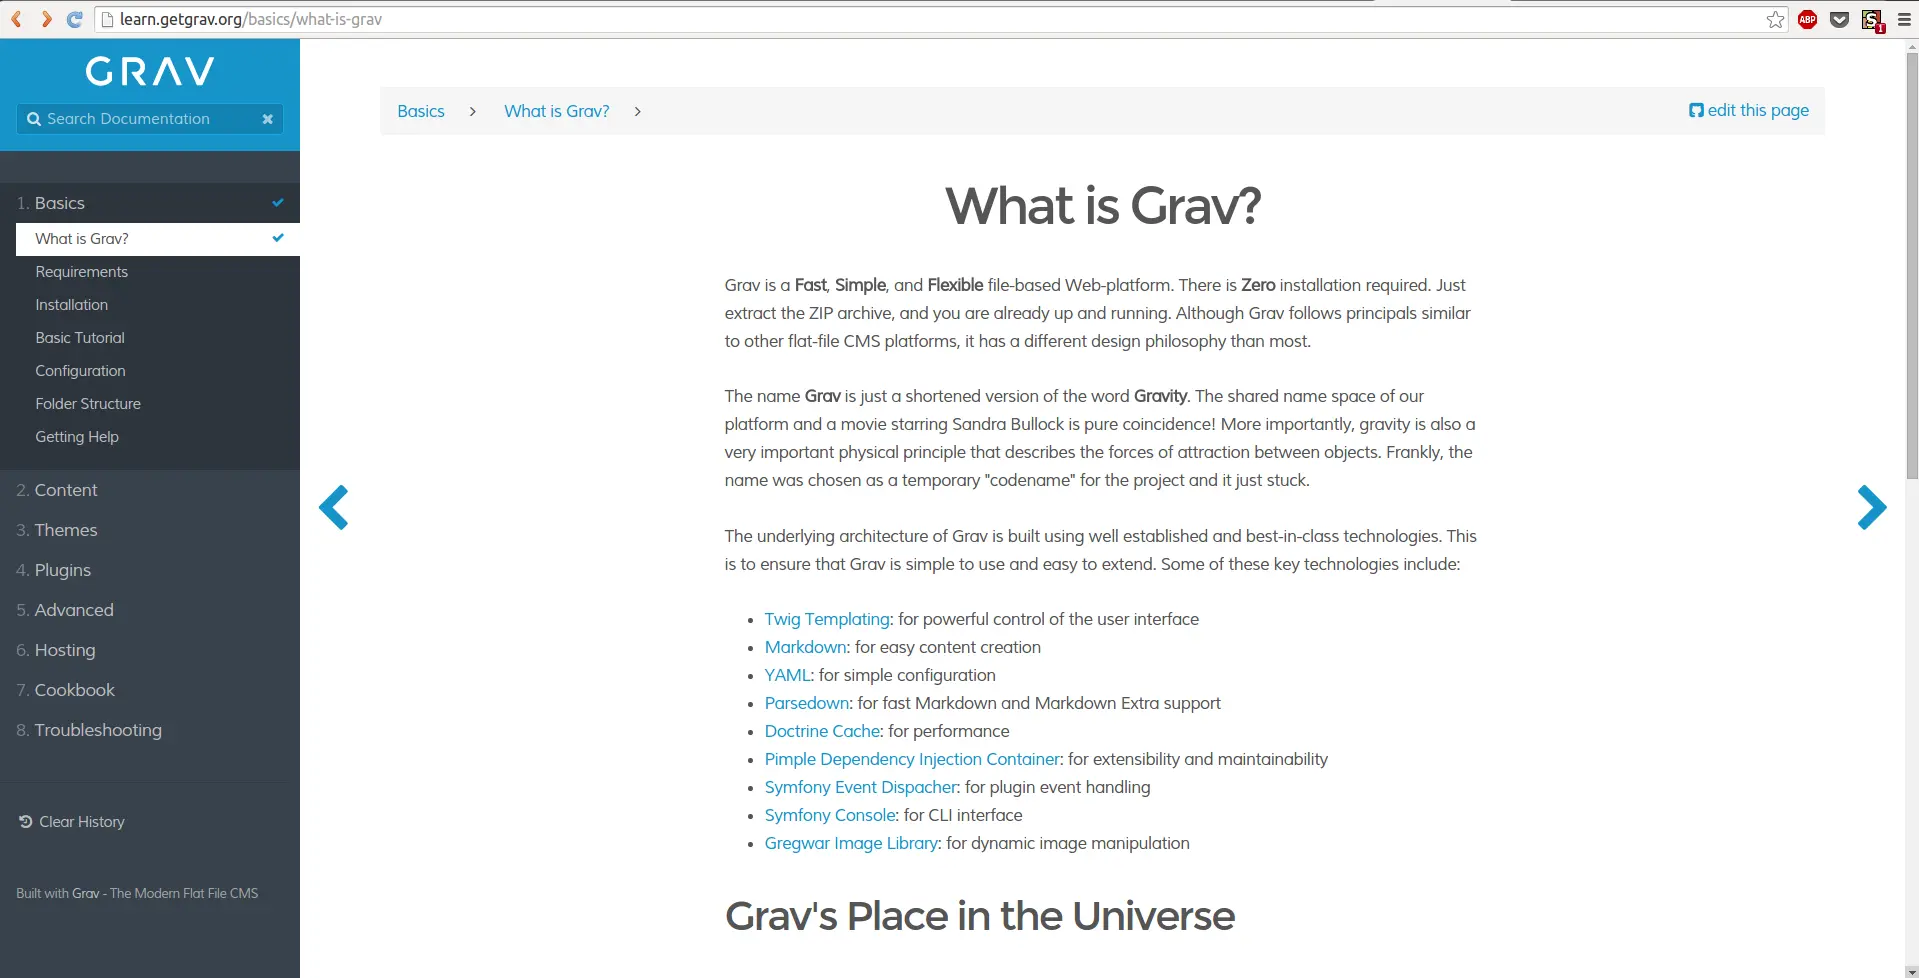 learn.getgrav.org/basics/what-is-grav
ABP
S
1
GRAV
Search Documentation
1. Basics
What is Grav?
Requirements
Installation
Basic Tutorial
Configuration
Folder Structure
Getting Help
2. Content
3. Themes
4. Plugins
5. Advanced
6. Hosting
7. Cookbook
8. Troubleshooting
Clear History
Built with Grav - The Modern Flat File CMS
Basics > What is Grav? >
edit this page
What is Grav?
Grav is a Fast, Simple, and Flexible file-based Web-platform. There is Zero installation required. Just
extract the ZIP archive, and you are already up and running. Although Grav follows principals similar
to other flat-file CMS platforms, it has a different design philosophy than most.
The name Grav is just a shortened version of the word Gravity. The shared name space of our
platform and a movie starring Sandra Bullock is pure coincidence! More importantly, gravity is also a
very important physical principle that describes the forces of attraction between objects. Frankly, the
name was chosen as a temporary "codename" for the project and it just stuck.
The underlying architecture of Grav is built using well established and best-in-class technologies. This
is to ensure that Grav is simple to use and easy to extend. Some of these key technologies include:
• Twig Templating: for powerful control of the user interface
• Markdown: for easy content creation
• YAML: for simple configuration
• Parsedown: for fast Markdown and Markdown Extra support
• Doctrine Cache: for performance
• Pimple Dependency Injection Container: for extensibility and maintainability
• Symfony Event Dispacher: for plugin event handling
• Symfony Console: for CLI interface
• Gregwar Image Library: for dynamic image manipulation
Grav's Place in the Universe